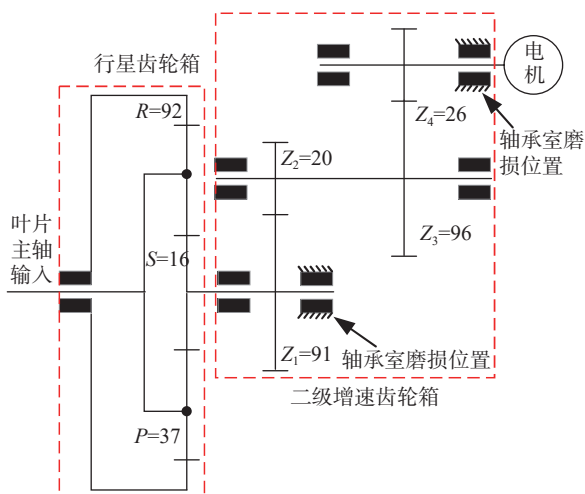 行星齿轮箱
R=92
叶片
主轴
输入
S=16
P=37
电
机
Z₄=26
轴承室磨
损位置
Z₂=20
Z₃=96
轴承室磨损位置
Z₁=91
二级增速齿轮箱